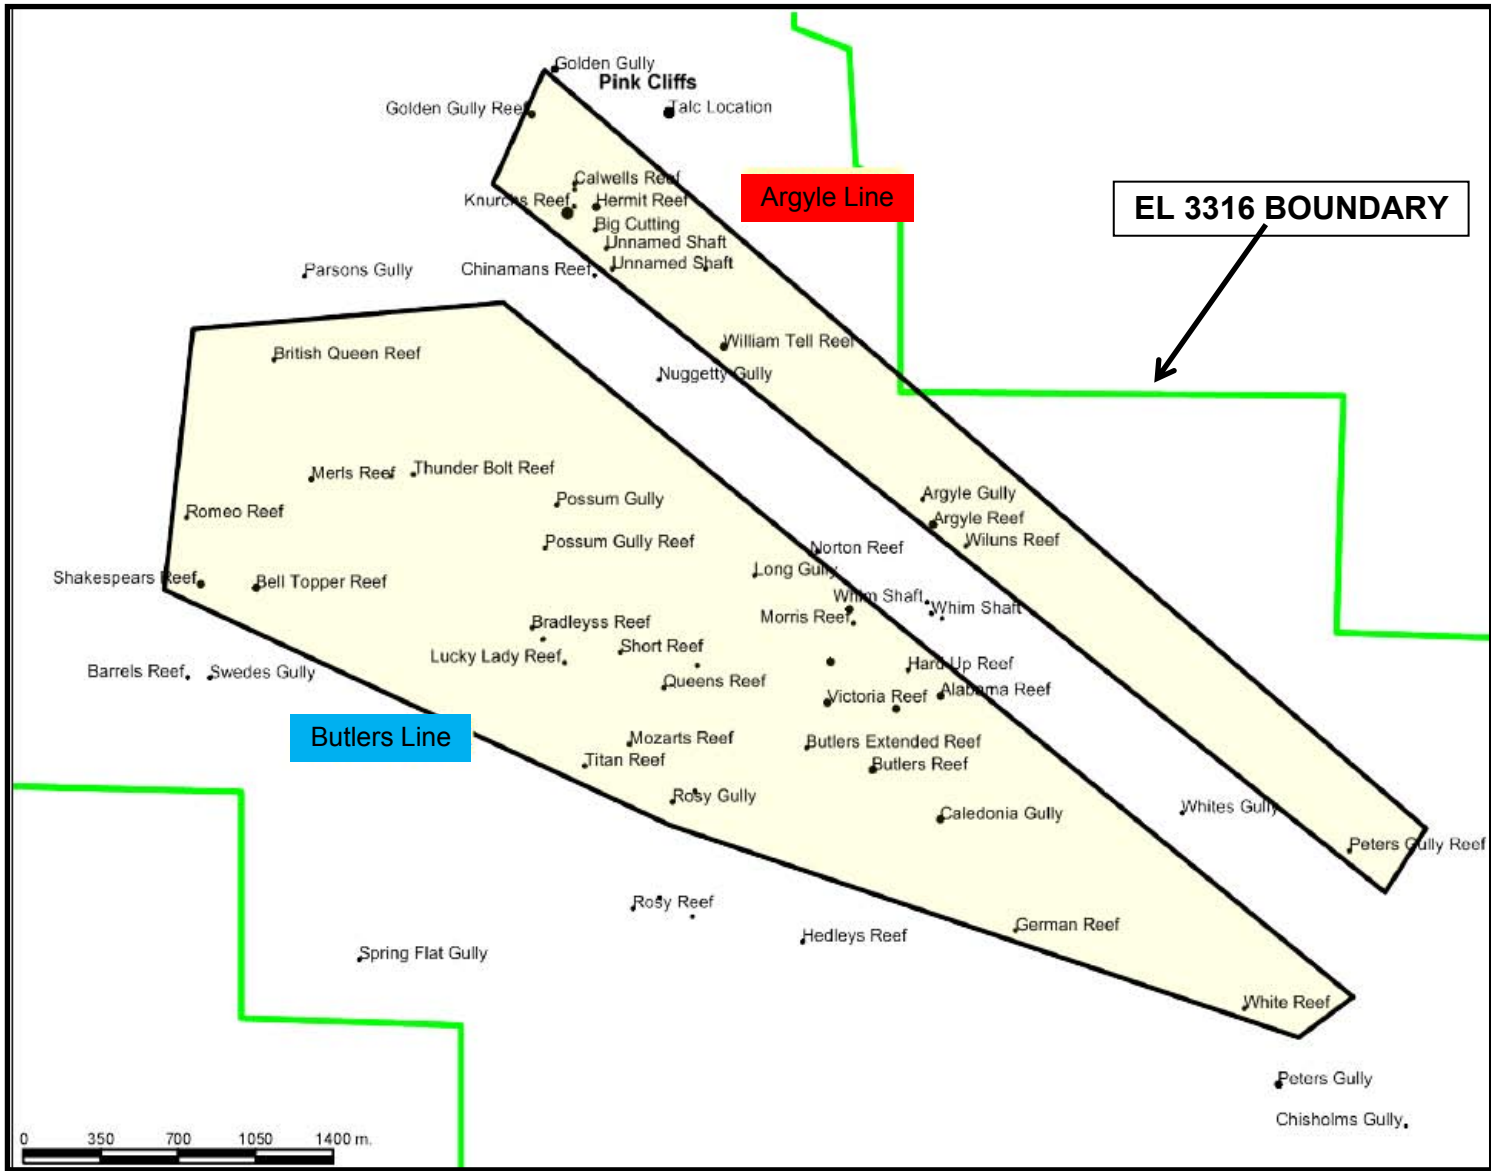 Golden Gully
Pink Cliffs
Golden Gully Reef
Talc Location
Calwells Reef
Argyle Line
Knurchs Reef
Hermit Reef
EL 3316 BOUNDARY
Big Cutting
Unnamed Shaft
Unnamed Shaft
Parsons Gully
Chinamans Reef
William Tell Reef
British Queen Reef
Nuggetty Gully
Merls Reef
Thunder Bolt Reef
Possum Gully
Argyle Gully
Romeo Reef
Argyle Reef
Possum Gully Reef
Norton Reef
Wiluns Reef
Shakespears Reef
Bell Topper Reef
Long Gully
Whim Shaft
Whim Shaft
Bradleyss Reef
Morris Reef
Short Reef
Lucky Lady Reef
Hard Up Reef
Barrels Reef
Swedes Gully
Queens Reef
Alabama Reef
Victoria Reef
Butlers Line
Mozarts Reef
Butlers Extended Reef
Titan Reef
Butlers Reef
Rosy Gully
Whites Gully
Caledonia Gully
Peters Gully Reef
Rosy Reef
German Reef
Hedleys Reef
Spring Flat Gully
White Reef
Peters Gully
Chisholms Gully
0 350 700 1050 1400 m.